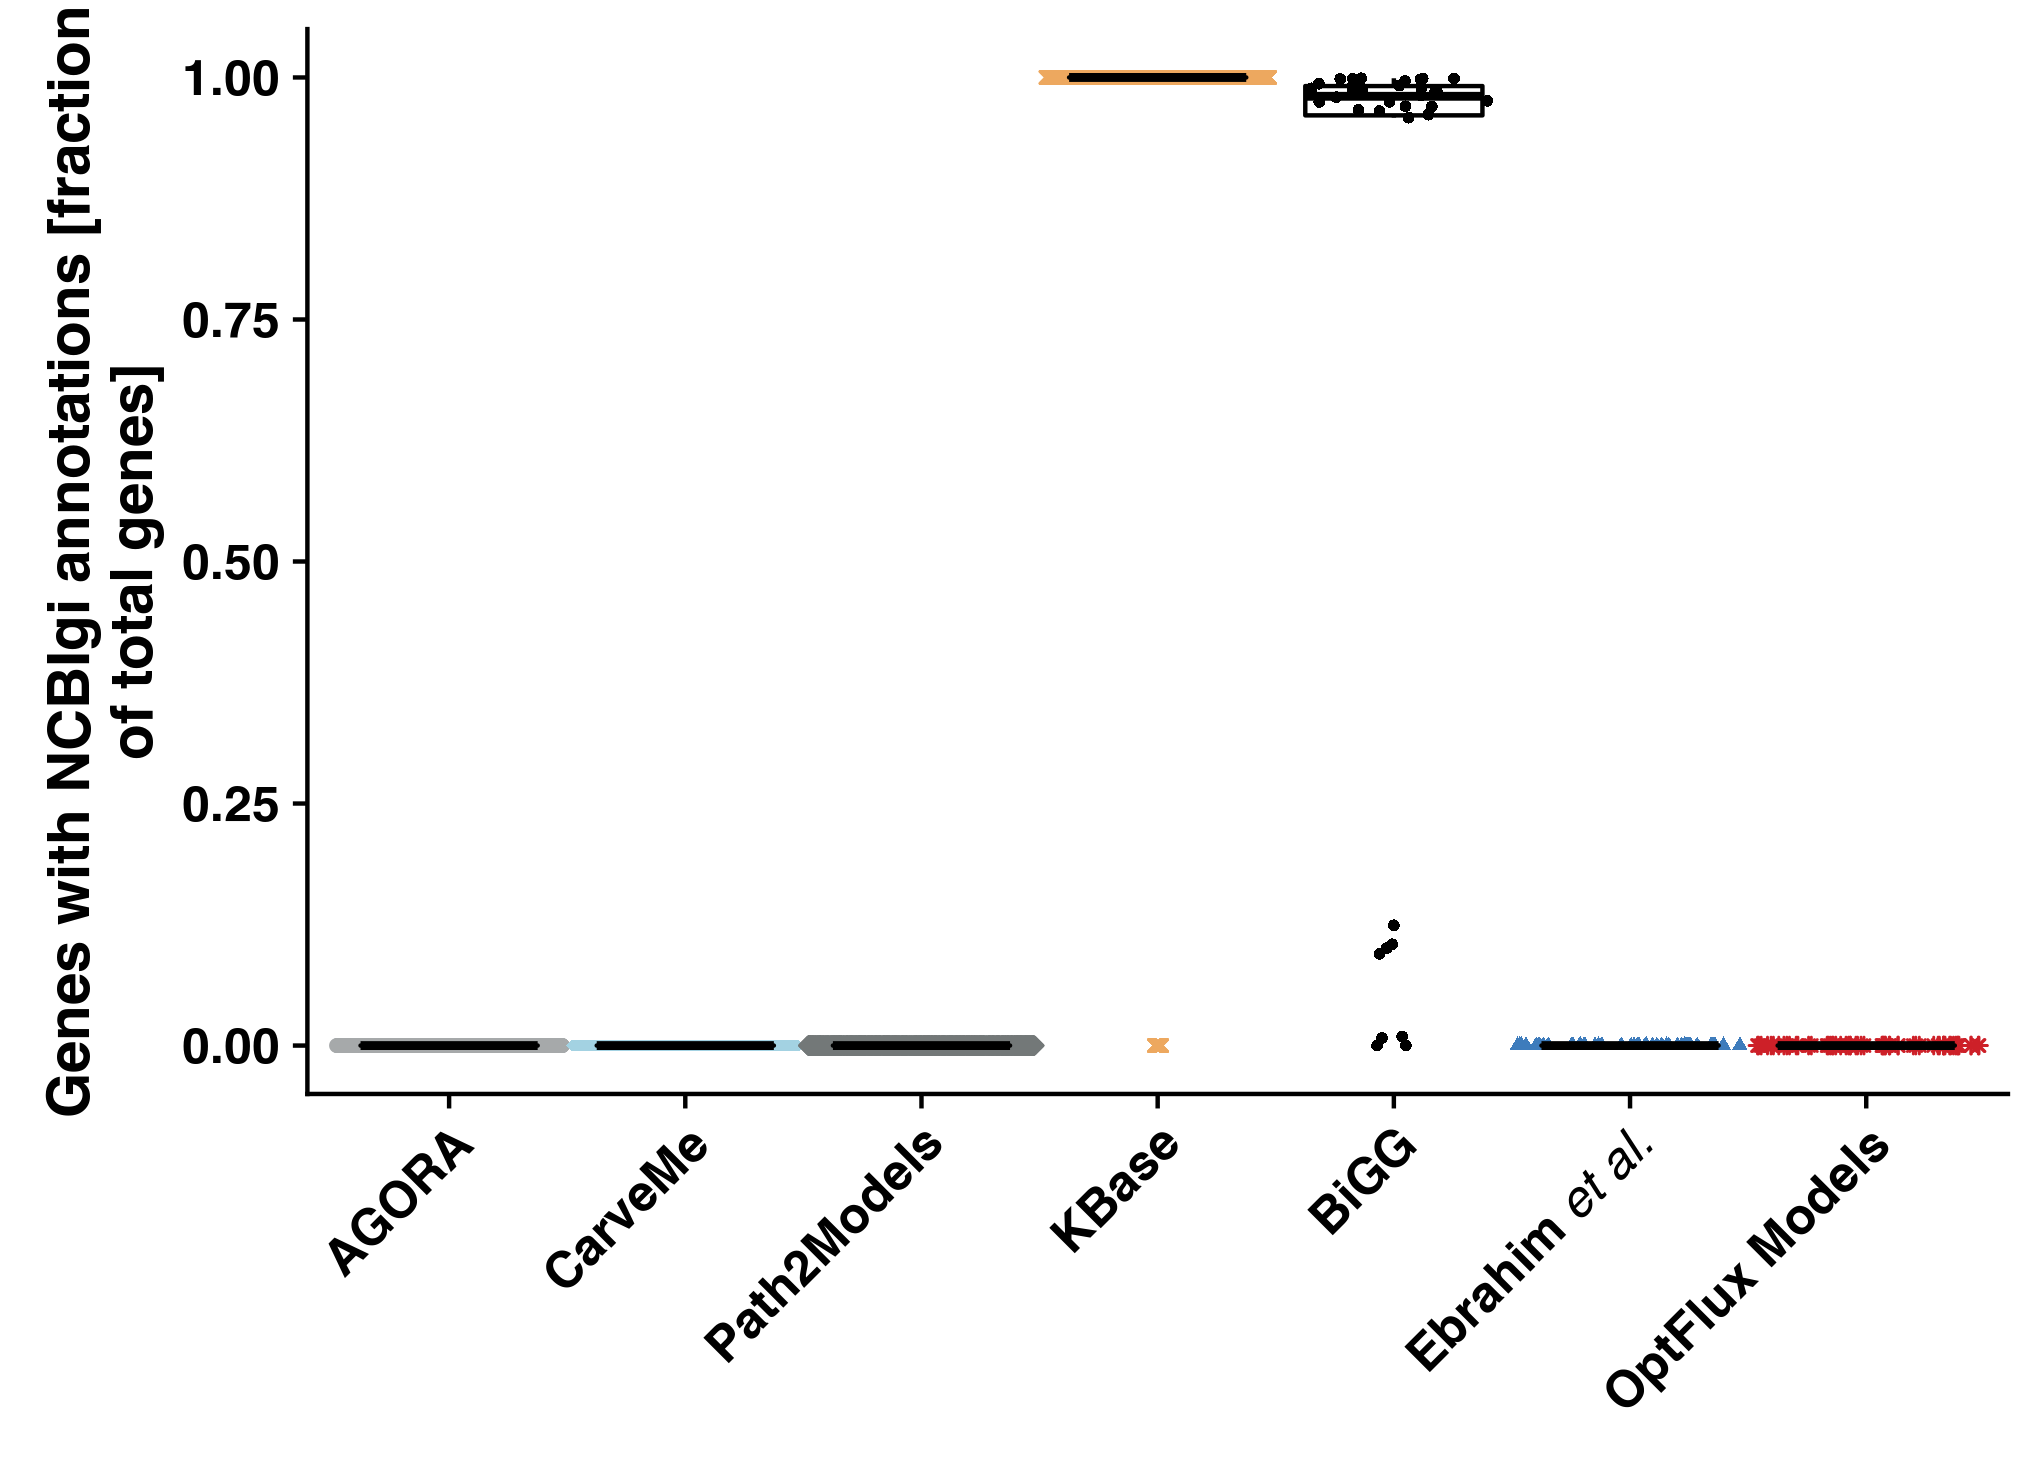 Genes with NCBIgi annotations [fraction
of total genes]
1.00
0.75
0.50
0.25
0.00
AGORA
CarveMe
Path2Models
KBase
BiGG
Ebrahim et al.
OptFlux Models